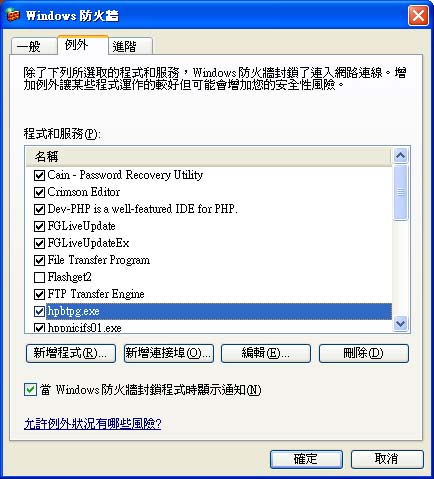 Windows 防火牆
一般
例外
進階
除了下列所選取的程式和服務，Windows 防火牆封鎖了連入網路連線。增
加例外讓某些程式運作的較好但可能會增加您的安全性風險。
程式和服務(P):
名稱
Cain - Password Recovery Utility
Crimson Editor
Dev-PHP is a well-featured IDE for PHP.
FGLiveUpdate
FGLiveUpdateEx
File Transfer Program
Flashget2
FTP Transfer Engine
hpbtpg.exe
hppnicifs01.exe
新增程式(R)...
新增連接埠(O)...
編輯(E)...
刪除(D)
當 Windows 防火牆封鎖程式時顯示通知(N)
允許例外狀況有哪些風險?
確定
取消